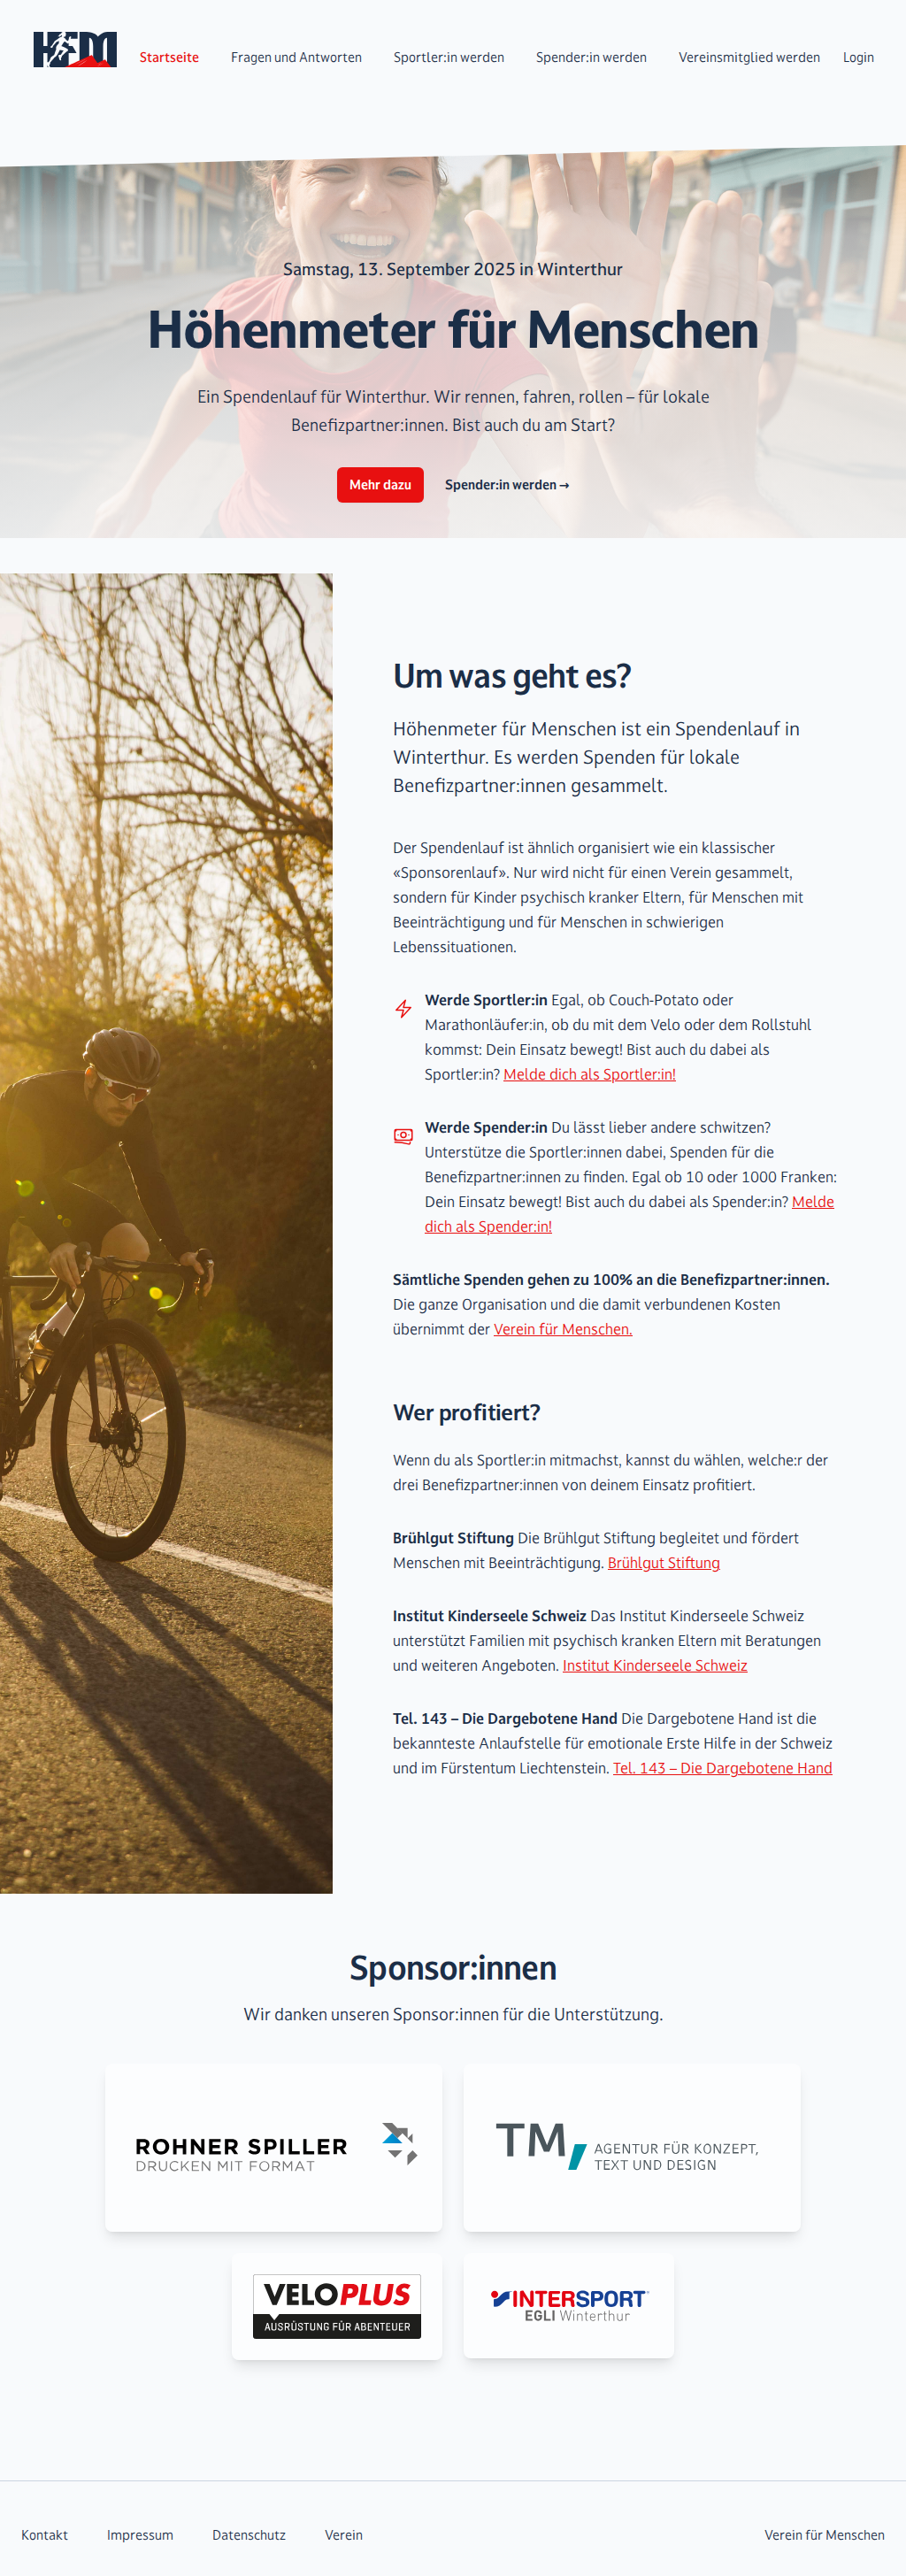 HFM
Startseite
Fragen und Antworten
Sportler:in werden
Spender:in werden
Vereinsmitglied werden
Login
Samstag, 13. September 2025 in Winterthur
Höhenmeter für Menschen
Ein Spendenlauf für Winterthur. Wir rennen, fahren, rollen – für lokale
Benefizpartner:innen. Bist auch du am Start?
Mehr dazu
Spender:in werden →
Um was geht es?
Höhenmeter für Menschen ist ein Spendenlauf in
Winterthur. Es werden Spenden für lokale
Benefizpartner:innen gesammelt.
Der Spendenlauf ist ähnlich organisiert wie ein klassischer
«Sponsorenlauf». Nur wird nicht für einen Verein gesammelt,
sondern für Kinder psychisch kranker Eltern, für Menschen mit
Beeinträchtigung und für Menschen in schwierigen
Lebenssituationen.
Werde Sportler:in Egal, ob Couch-Potato oder
Marathonläufer:in, ob du mit dem Velo oder dem Rollstuhl
kommst: Dein Einsatz bewegt! Bist auch du dabei als
Sportler:in? Melde dich als Sportler:in!
Werde Spender:in Du lässt lieber andere schwitzen?
Unterstütze die Sportler:innen dabei, Spenden für die
Benefizpartner:innen zu finden. Egal ob 10 oder 1000 Franken:
Dein Einsatz bewegt! Bist auch du dabei als Spender:in? Melde
dich als Spender:in!
Sämtliche Spenden gehen zu 100% an die Benefizpartner:innen.
Die ganze Organisation und die damit verbundenen Kosten
übernimmt der Verein für Menschen.
Wer profitiert?
Wenn du als Sportler:in mitmachst, kannst du wählen, welche:r der
drei Benefizpartner:innen von deinem Einsatz profitiert.
Brühlgut Stiftung Die Brühlgut Stiftung begleitet und fördert
Menschen mit Beeinträchtigung. Brühlgut Stiftung
Institut Kinderseele Schweiz Das Institut Kinderseele Schweiz
unterstützt Familien mit psychisch kranken Eltern mit Beratungen
und weiteren Angeboten. Institut Kinderseele Schweiz
Tel. 143 – Die Dargebotene Hand Die Dargebotene Hand ist die
bekannteste Anlaufstelle für emotionale Erste Hilfe in der Schweiz
und im Fürstentum Liechtenstein. Tel. 143 – Die Dargebotene Hand
Sponsor:innen
Wir danken unseren Sponsor:innen für die Unterstützung.
ROHNER SPILLER
DRUCKEN MIT FORMAT
TM,
AGENTUR FÜR KONZEPT,
TEXT UND DESIGN
VELOPLUS
AUSRÜSTUNG FÜR ABENTEUER
INTERSPORT
EGLI Winterthur
Kontakt
Impressum
Datenschutz
Verein
Verein für Menschen